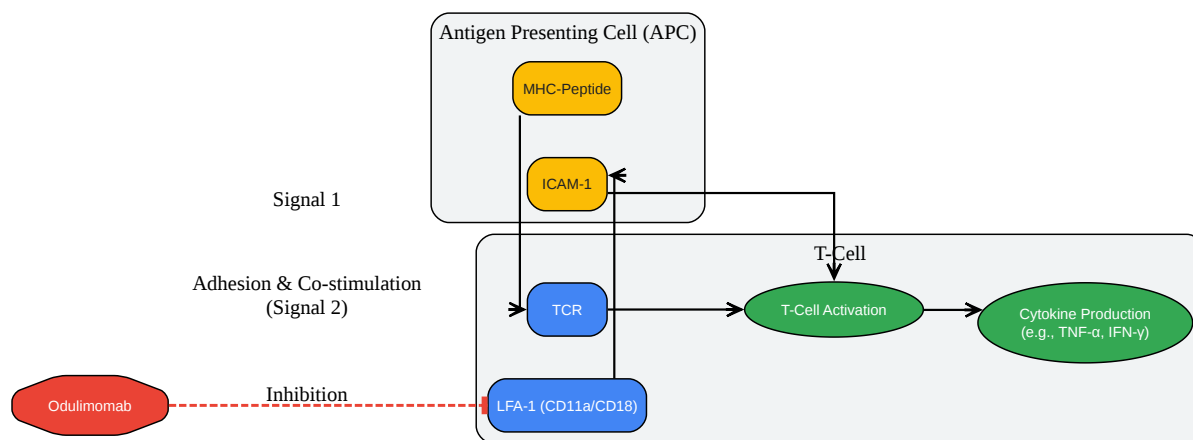 Antigen Presenting Cell (APC)
MHC-Peptide
ICAM-1
Signal 1
T-Cell
Adhesion & Co-stimulation
(Signal 2)
TCR
T-Cell Activation
Cytokine Production
(e.g., TNF-α, IFN-γ)
Inhibition
Odulimomab
LFA-1 (CD11a/CD18)